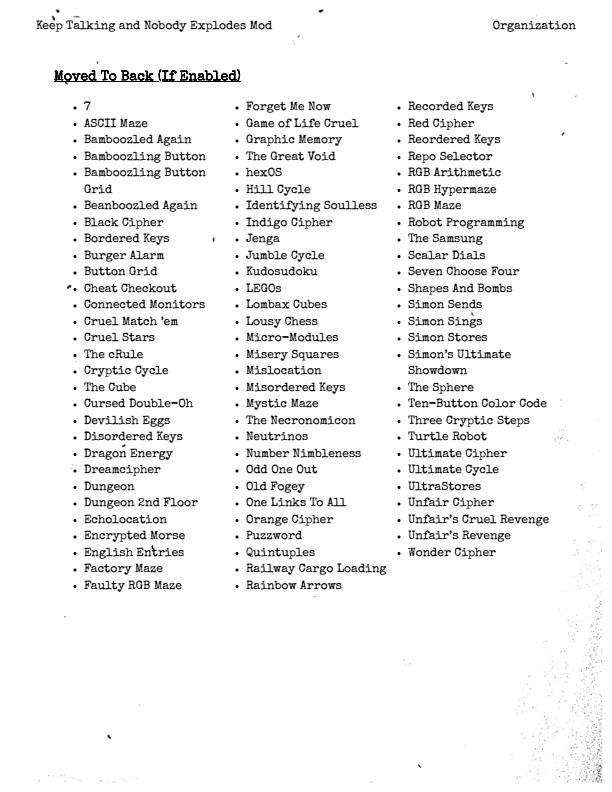 Keep Talking and Nobody Explodes Mod
Organization
Moved To Back (If Enabled)
• 7
• ASCII Maze
• Bamboozled Again
• Bamboozling Button
• Bamboozling Button
Grid
• Beanboozled Again
• Black Cipher
• Bordered Keys
• Burger Alarm
• Button Grid
• Cheat Checkout
• Connected Monitors
• Cruel Match 'em
• Cruel Stars
• The cRule
• Cryptic Cycle
• The Cube
• Cursed Double-Oh
• Devilish Eggs
• Disordered Keys
• Dragon Energy
• Dreamcipher
• Dungeon
• Dungeon 2nd Floor
• Echolocation
• Encrypted Morse
• English Entries
• Factory Maze
• Faulty RGB Maze
• Forget Me Now
• Game of Life Cruel
• Graphic Memory
• The Great Void
• hexOS
• Hill Cycle
• Identifying Soulless
• Indigo Cipher
• Jenga
• Jumble Cycle
• Kudosudoku
• LEGOs
• Lombax Cubes
• Lousy Chess
• Micro-Modules
• Misery Squares
• Mislocation
• Misordered Keys
• Mystic Maze
• The Necronomicon
• Neutrinos
• Number Nimbleness
• Odd One Out
• Old Fogey
• One Links To All
• Orange Cipher
• Puzzword
• Quintuples
• Railway Cargo Loading
• Rainbow Arrows
• Recorded Keys
• Red Cipher
• Reordered Keys
• Repo Selector
• RGB Arithmetic
• RGB Hypermaze
• RGB Maze
• Robot Programming
• The Samsung
• Scalar Dials
• Seven Choose Four
• Shapes And Bombs
• Simon Sends
• Simon Sings
• Simon Stores
• Simon's Ultimate
Showdown
• The Sphere
• Ten-Button Color Code
• Three Cryptic Steps
• Turtle Robot
• Ultimate Cipher
• Ultimate Cycle
• UltraStores
• Unfair Cipher
• Unfair's Cruel Revenge
• Unfair's Revenge
• Wonder Cipher